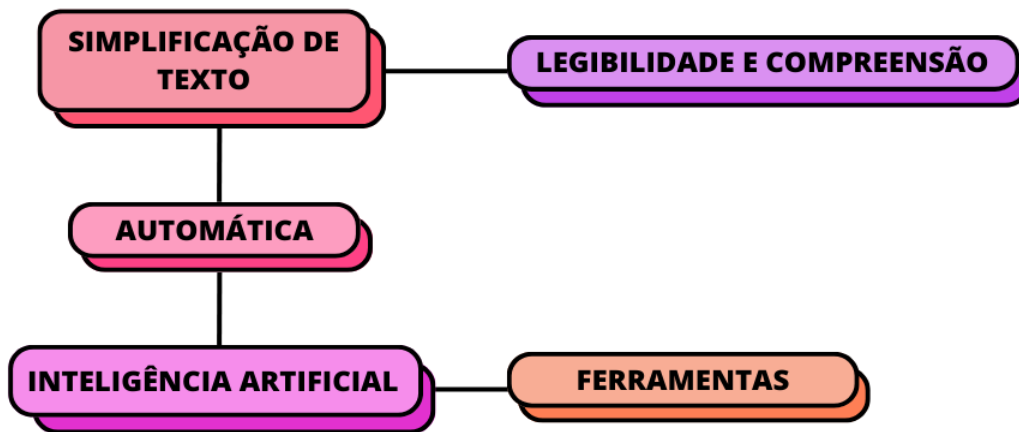 SIMPLIFICAÇÃO DE
TEXTO
LEGIBILIDADE E COMPREENSÃO
AUTOMÁTICA
INTELIGÊNCIA ARTIFICIAL
FERRAMENTAS